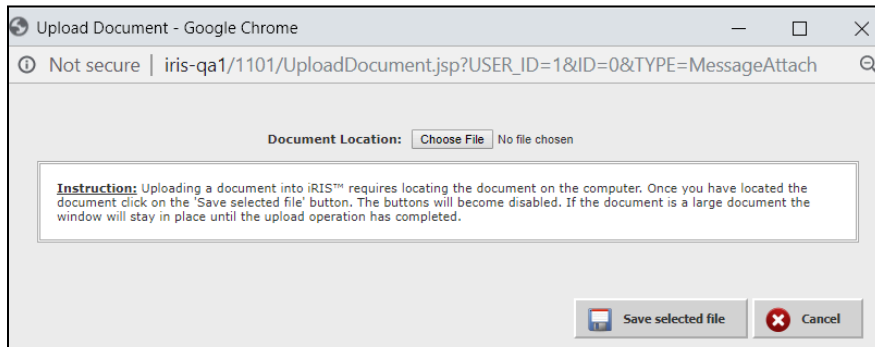 Upload Document - Google Chrome
Not secure | iris-qa1/1101/UploadDocument.jsp?USER_ID=1&ID=0&TYPE=MessageAttach
Document Location: Choose File No file chosen
Instruction: Uploading a document into iRIS™ requires locating the document on the computer. Once you have located the
document click on the 'Save selected file' button. The buttons will become disabled. If the document is a large document the
window will stay in place until the upload operation has completed.
Save selected file Cancel